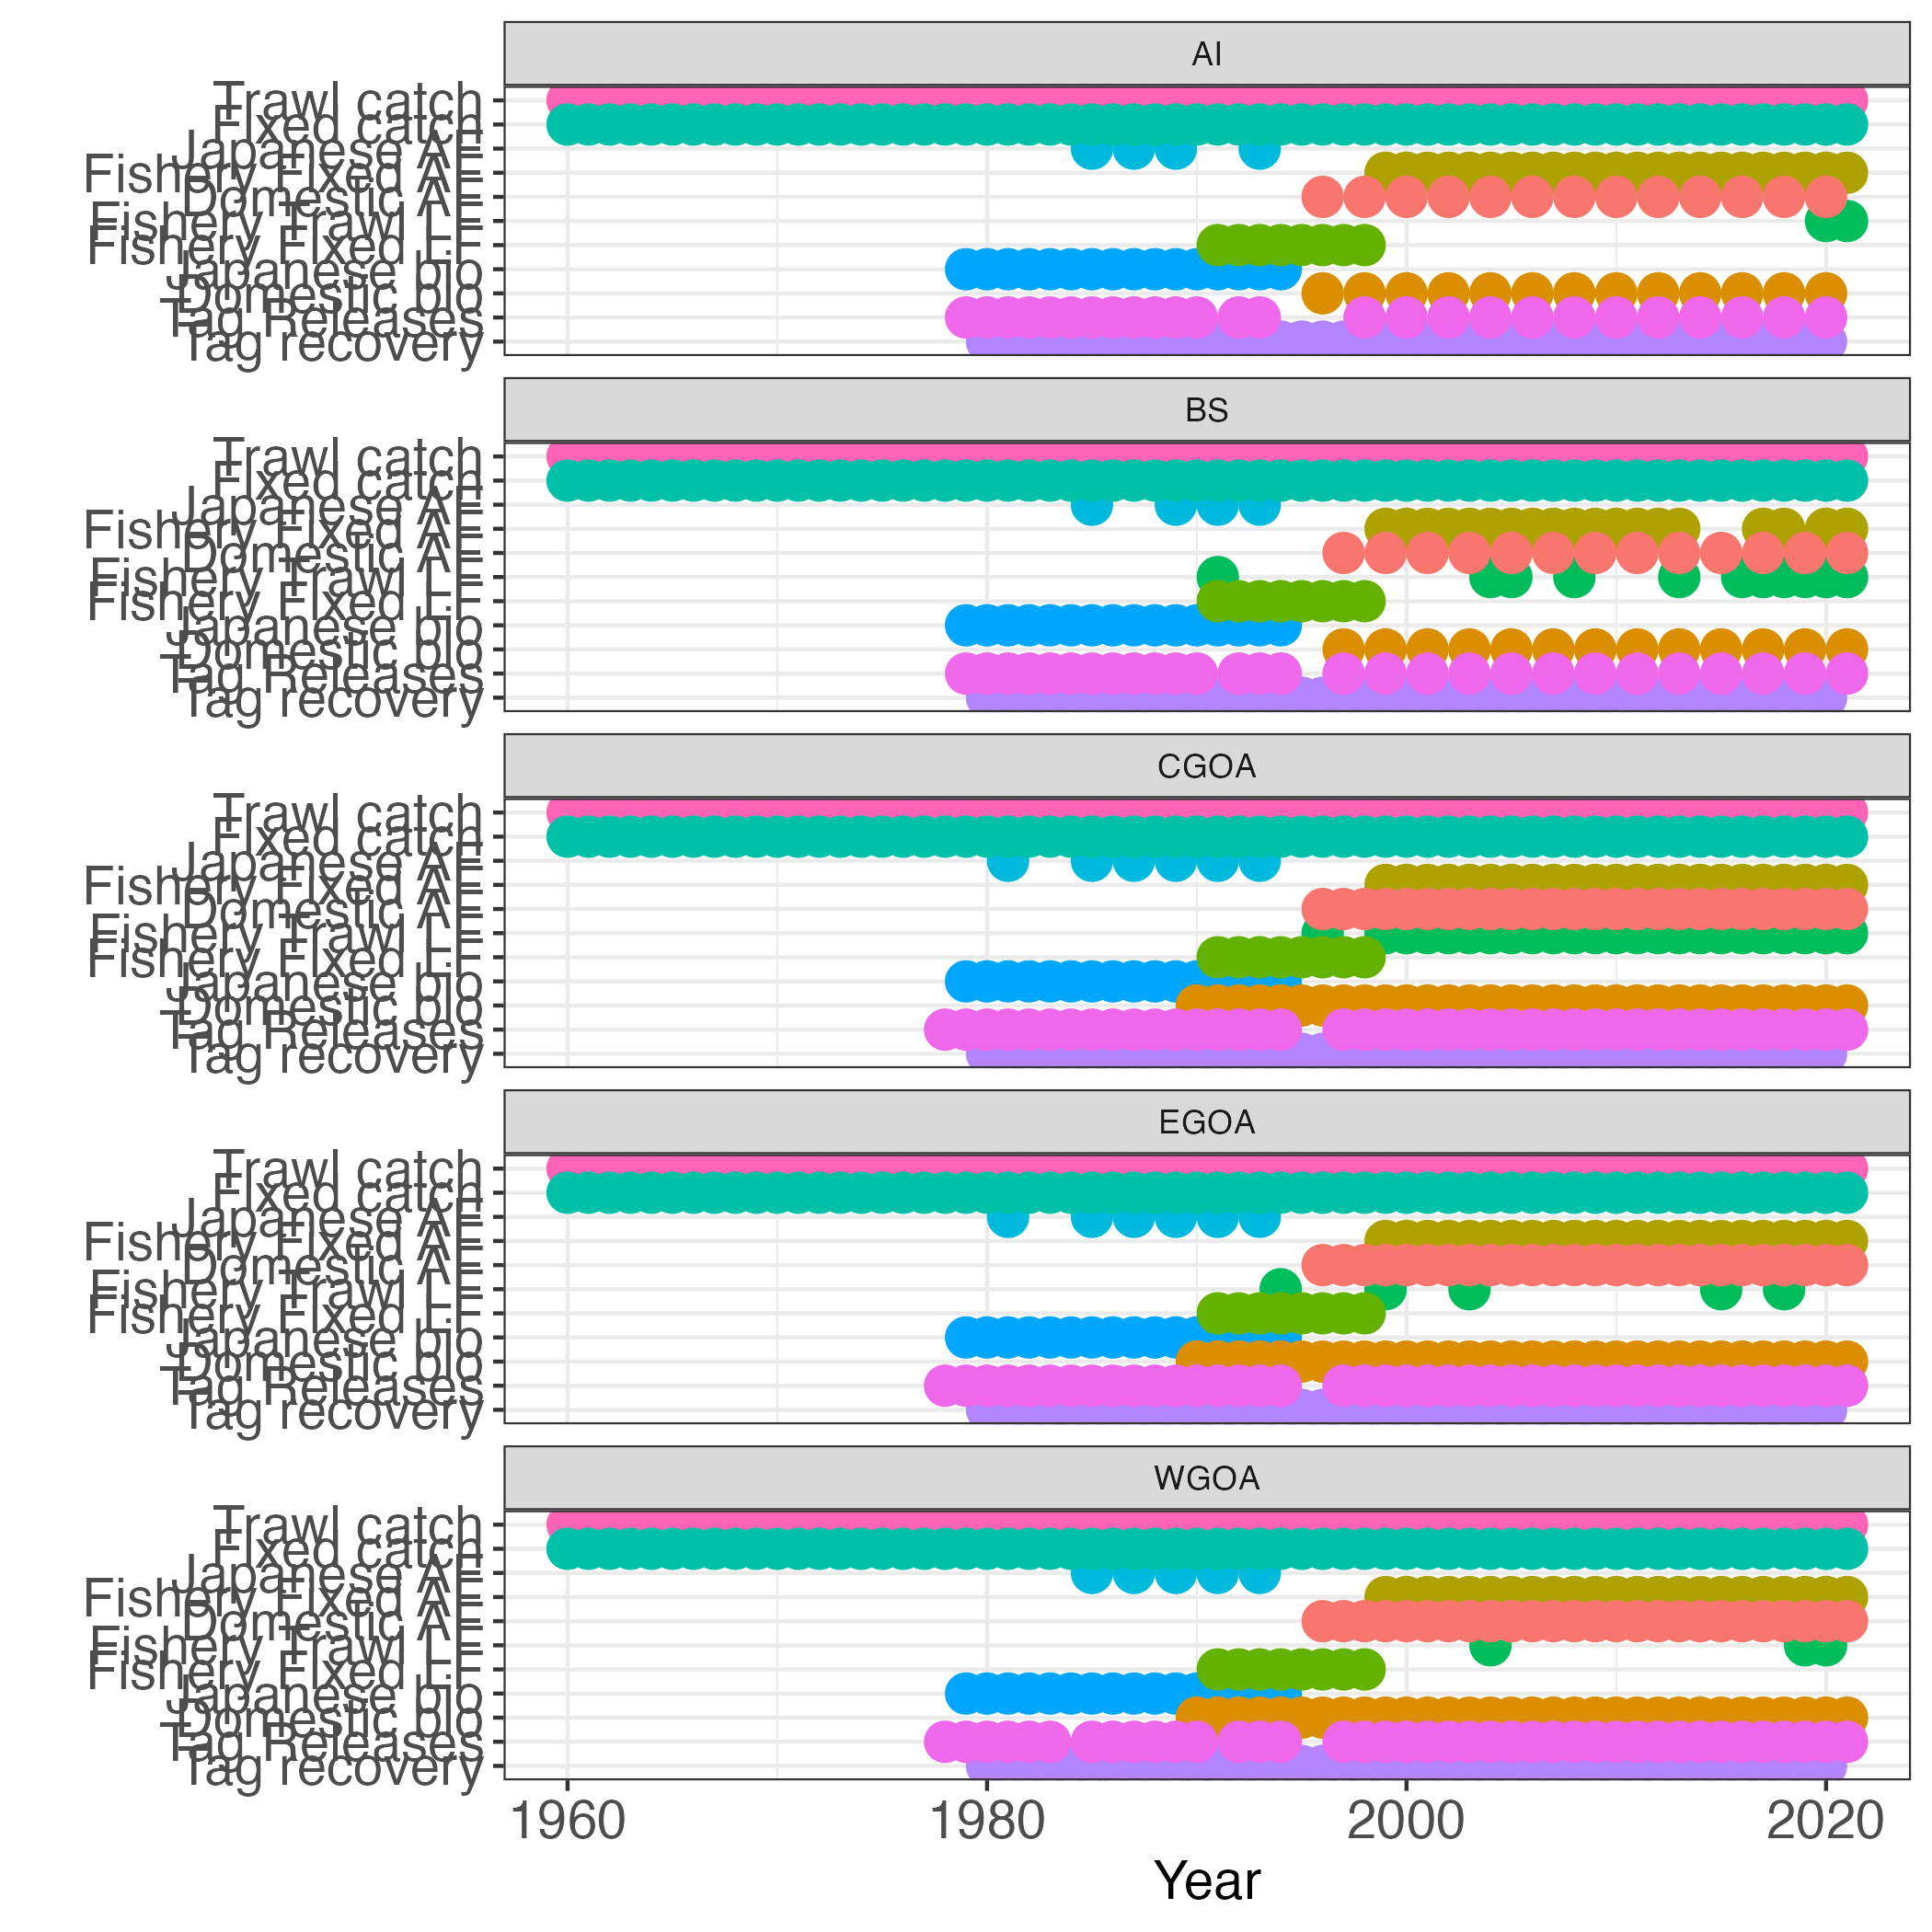 AI
Trawl catch
Fixed catch
Japanese AF
Fishery Fixed AF
Domestic AF
Fishery Trawl LF
Fishery Fixed LF
Japanese bio
Domestic bio
Tag Releases
Tag recovery
BS
Trawl catch
Fixed catch
Japanese AF
Fishery Fixed AF
Domestic AF
Fishery Trawl LF
Fishery Fixed LF
Japanese bio
Domestic bio
Tag Releases
Tag recovery
CGOA
Trawl catch
Fixed catch
Japanese AF
Fishery Fixed AF
Domestic AF
Fishery Trawl LF
Fishery Fixed LF
Japanese bio
Domestic bio
Tag Releases
Tag recovery
EGOA
Trawl catch
Fixed catch
Japanese AF
Fishery Fixed AF
Domestic AF
Fishery Trawl LF
Fishery Fixed LF
Japanese bio
Domestic bio
Tag Releases
Tag recovery
WGOA
Trawl catch
Fixed catch
Japanese AF
Fishery Fixed AF
Domestic AF
Fishery Trawl LF
Fishery Fixed LF
Japanese bio
Domestic bio
Tag Releases
Tag recovery
1960 1980 2000 2020
Year